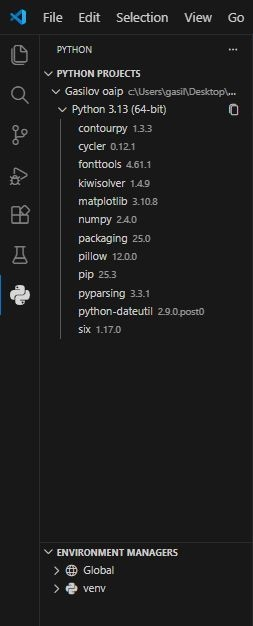 File Edit Selection View Go
PYTHON ...
PYTHON PROJECTS
Gasilov oaip c:\Users\gasil\Desktop\...
Python 3.13 (64-bit)
contourpy 1.3.3
cycler 0.12.1
fonttools 4.61.1
kiwisolver 1.4.9
matplotlib 3.10.8
numpy 2.4.0
packaging 25.0
pillow 12.0.0
pip 25.3
pyparsing 3.3.1
python-dateutil 2.9.0.post0
six 1.17.0
ENVIRONMENT MANAGERS
Global
venv